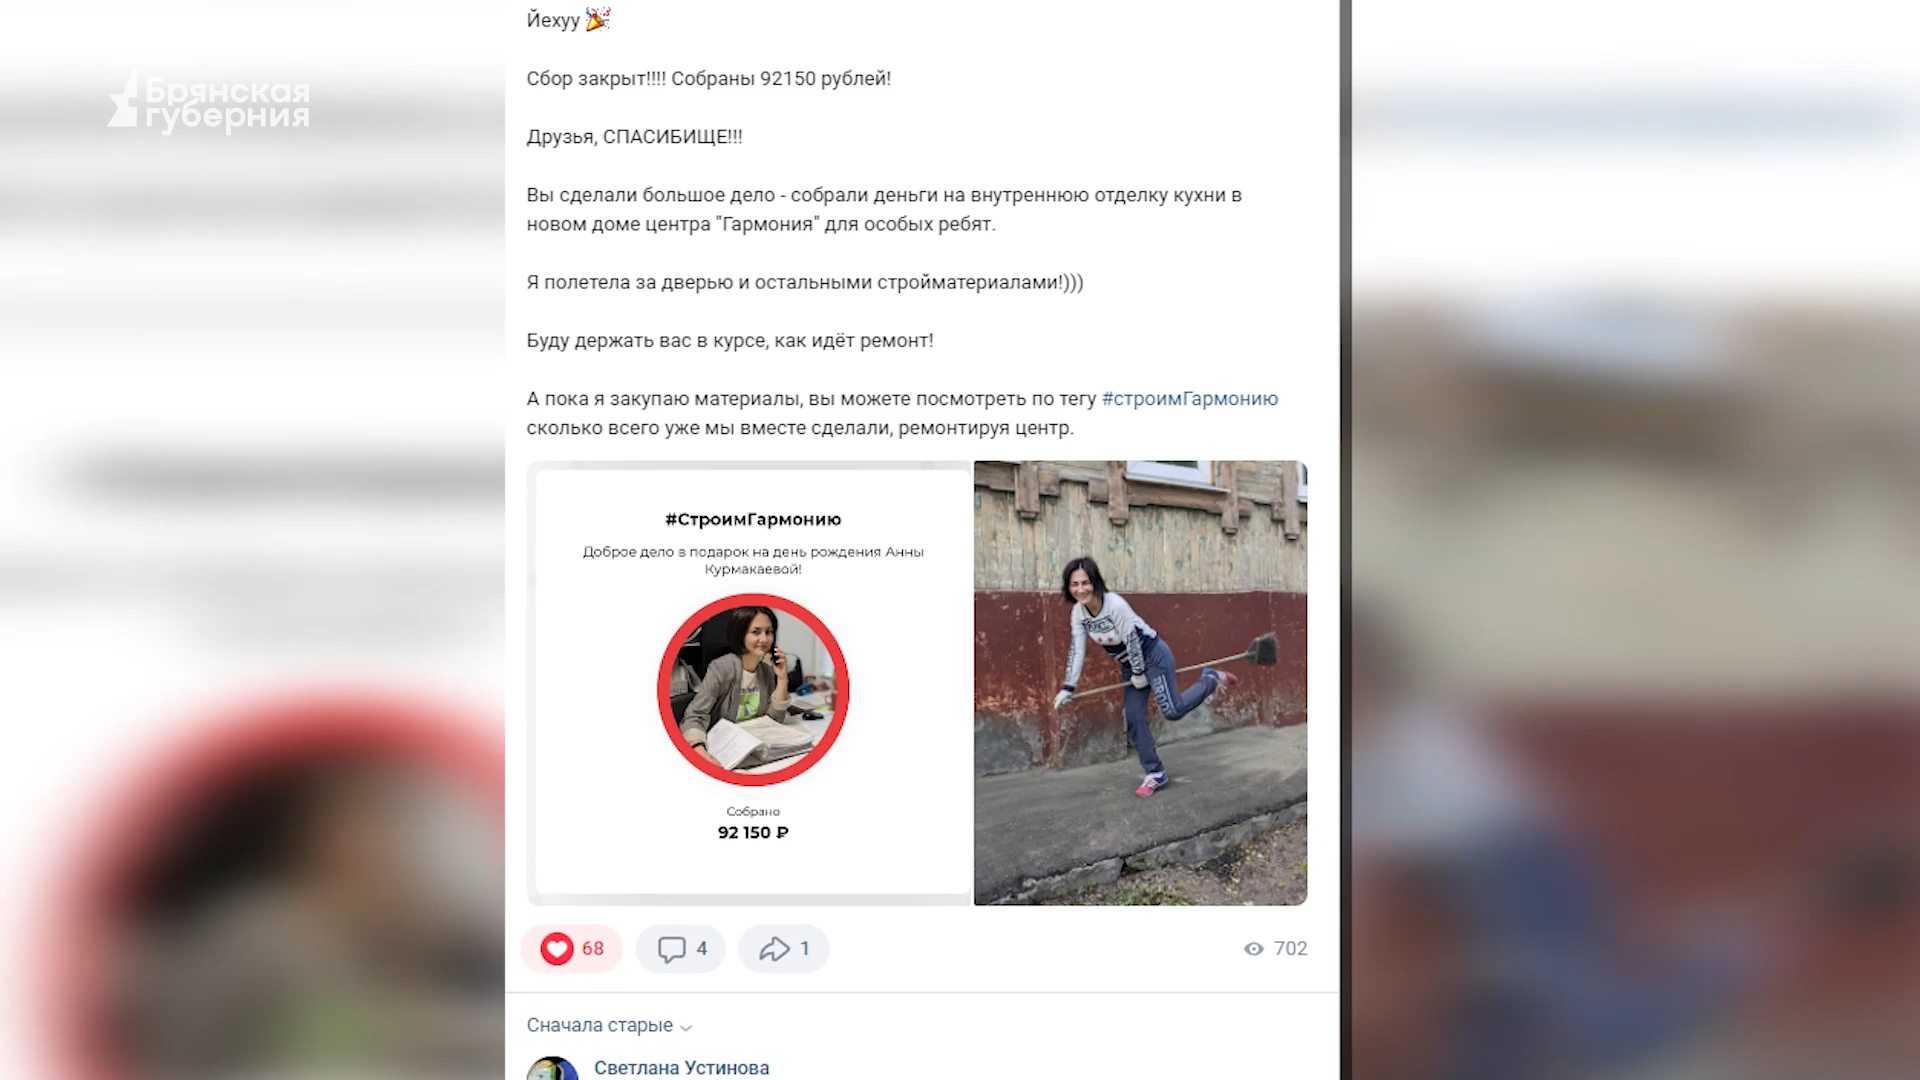 Брянская
губерния
Йехуу
Сбор закрыт!!!! Собраны 92150 рублей!
Друзья, СПАСИБИЩЕ!!!
Вы сделали большое дело - собрали деньги на внутреннюю отделку кухни в
новом доме центра "Гармония" для особых ребят.
Я полетела за дверью и остальными стройматериалами!)))
Буду держать вас в курсе, как идёт ремонт!
А пока я закупаю материалы, вы можете посмотреть по тегу #строимГармонию
сколько всего уже мы вместе сделали, ремонтируя центр.
#СтроимГармонию
Доброе дело в подарок на день рождения Анны
Курмакаевой!
Собрано
92 150 ₽
68
4
1
702
Сначала старые
Светлана Устинова